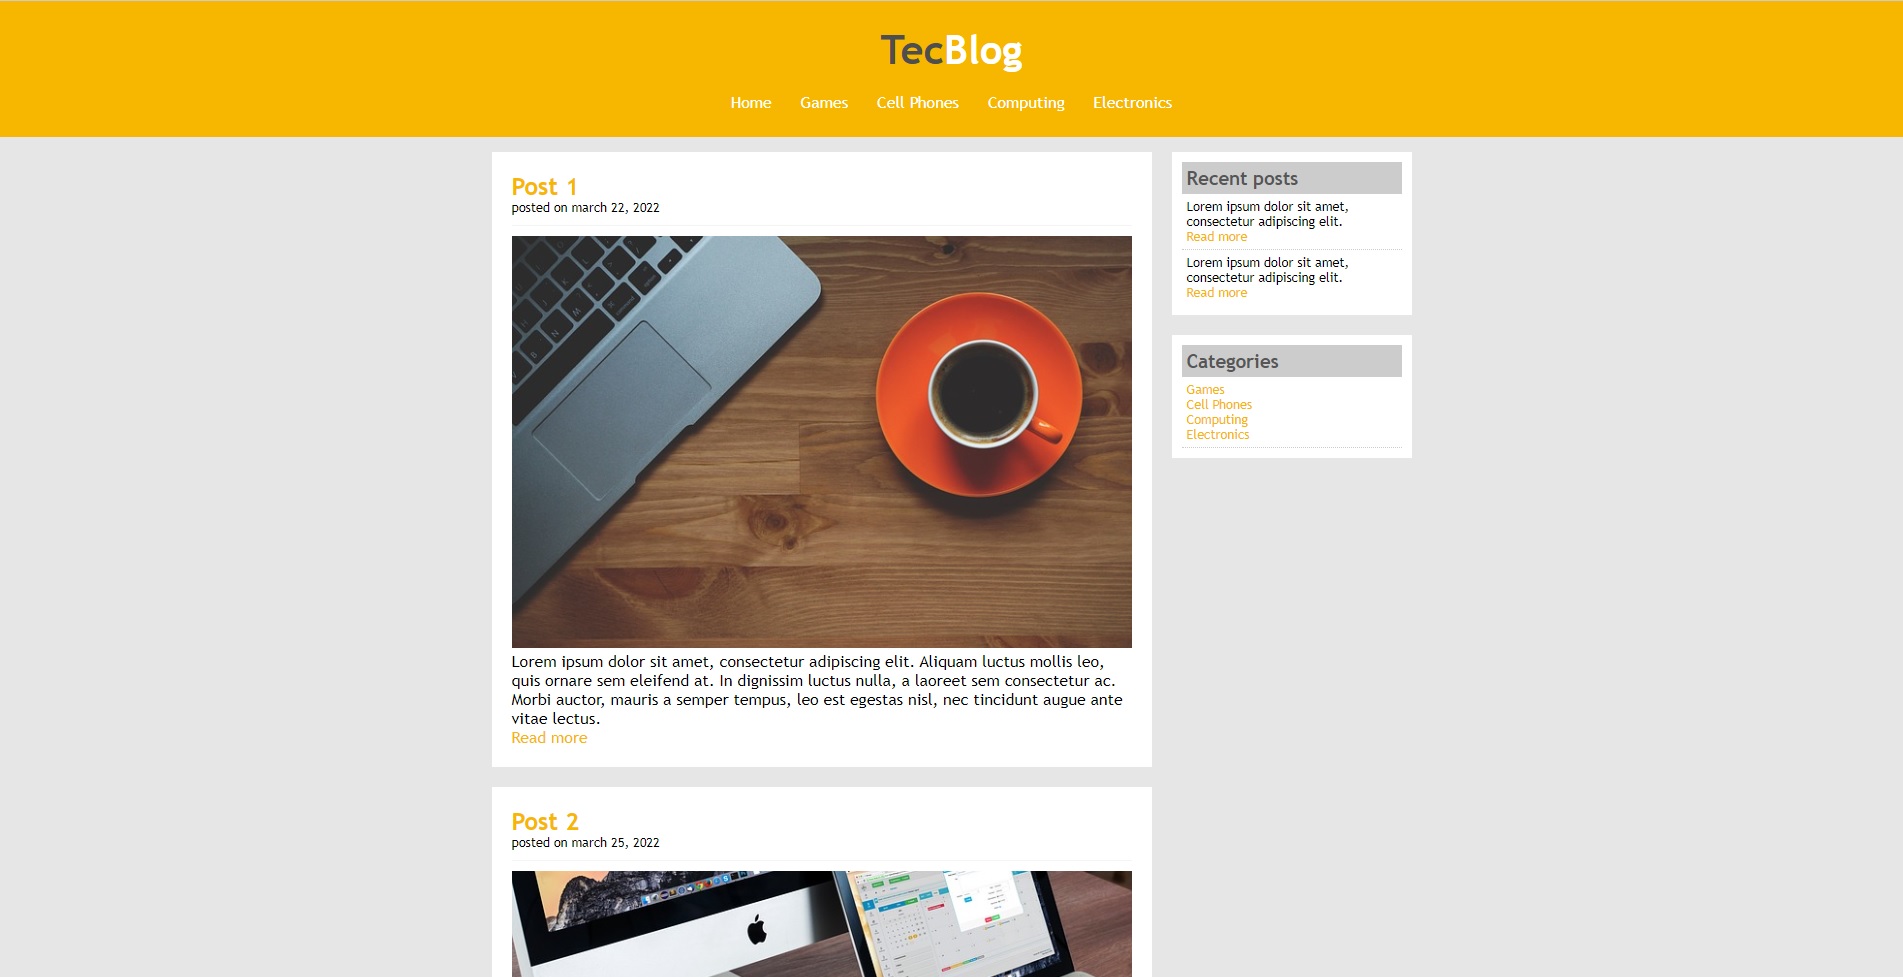 TecBlog
Home Games Cell Phones Computing Electronics
Post 1
posted on march 22, 2022
Lorem ipsum dolor sit amet, consectetur adipiscing elit. Aliquam luctus mollis leo,
quis ornare sem eleifend at. In dignissim luctus nulla, a laoreet sem consectetur ac.
Morbi auctor, mauris a semper tempus, leo est egestas nisl, nec tincidunt augue ante
vitae lectus.
Read more
Post 2
posted on march 25, 2022
Recent posts
Lorem ipsum dolor sit amet,
consectetur adipiscing elit.
Read more
Lorem ipsum dolor sit amet,
consectetur adipiscing elit.
Read more
Categories
Games
Cell Phones
Computing
Electronics